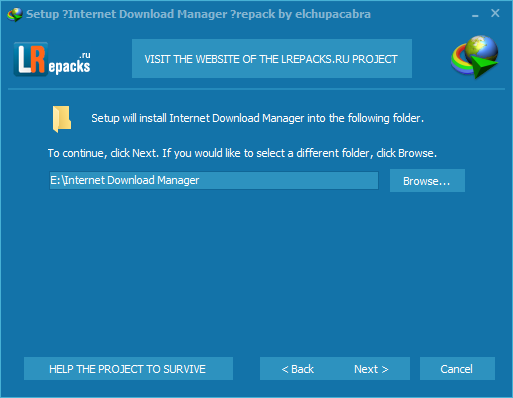 Setup ?Internet Download Manager ?repack by elchupacabra
LRepacks.ru
VISIT THE WEBSITE OF THE LREPACKS.RU PROJECT
Setup will install Internet Download Manager into the following folder.
To continue, click Next. If you would like to select a different folder, click Browse.
E:\Internet Download Manager
Browse...
HELP THE PROJECT TO SURVIVE
< Back
Next >
Cancel